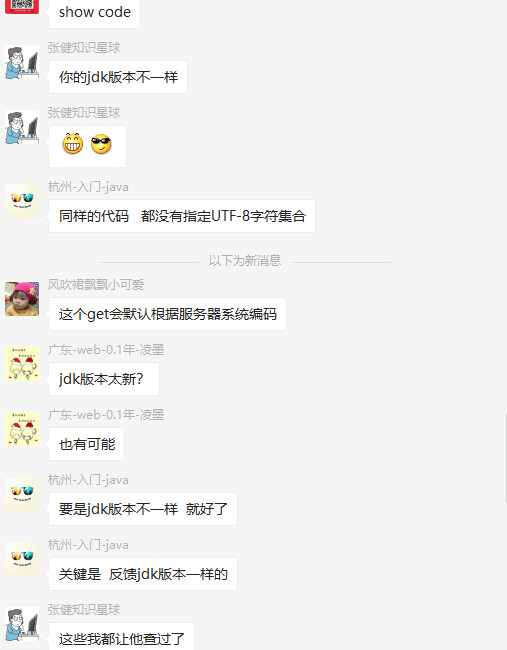 show code
张健知识星球
你的jdk版本不一样
张健知识星球
杭州-入门-java
同样的代码 都没有指定UTF-8字符集合
以下为新消息
风吹裙飘飘小可爱
这个get会默认根据服务器系统编码
广东-web-0.1年-凌墨
jdk版本太新?
广东-web-0.1年-凌墨
也有可能
杭州-入门-java
要是jdk版本不一样 就好了
杭州-入门-java
关键是 反馈jdk版本一样的
张健知识星球
这些我都让他查过了